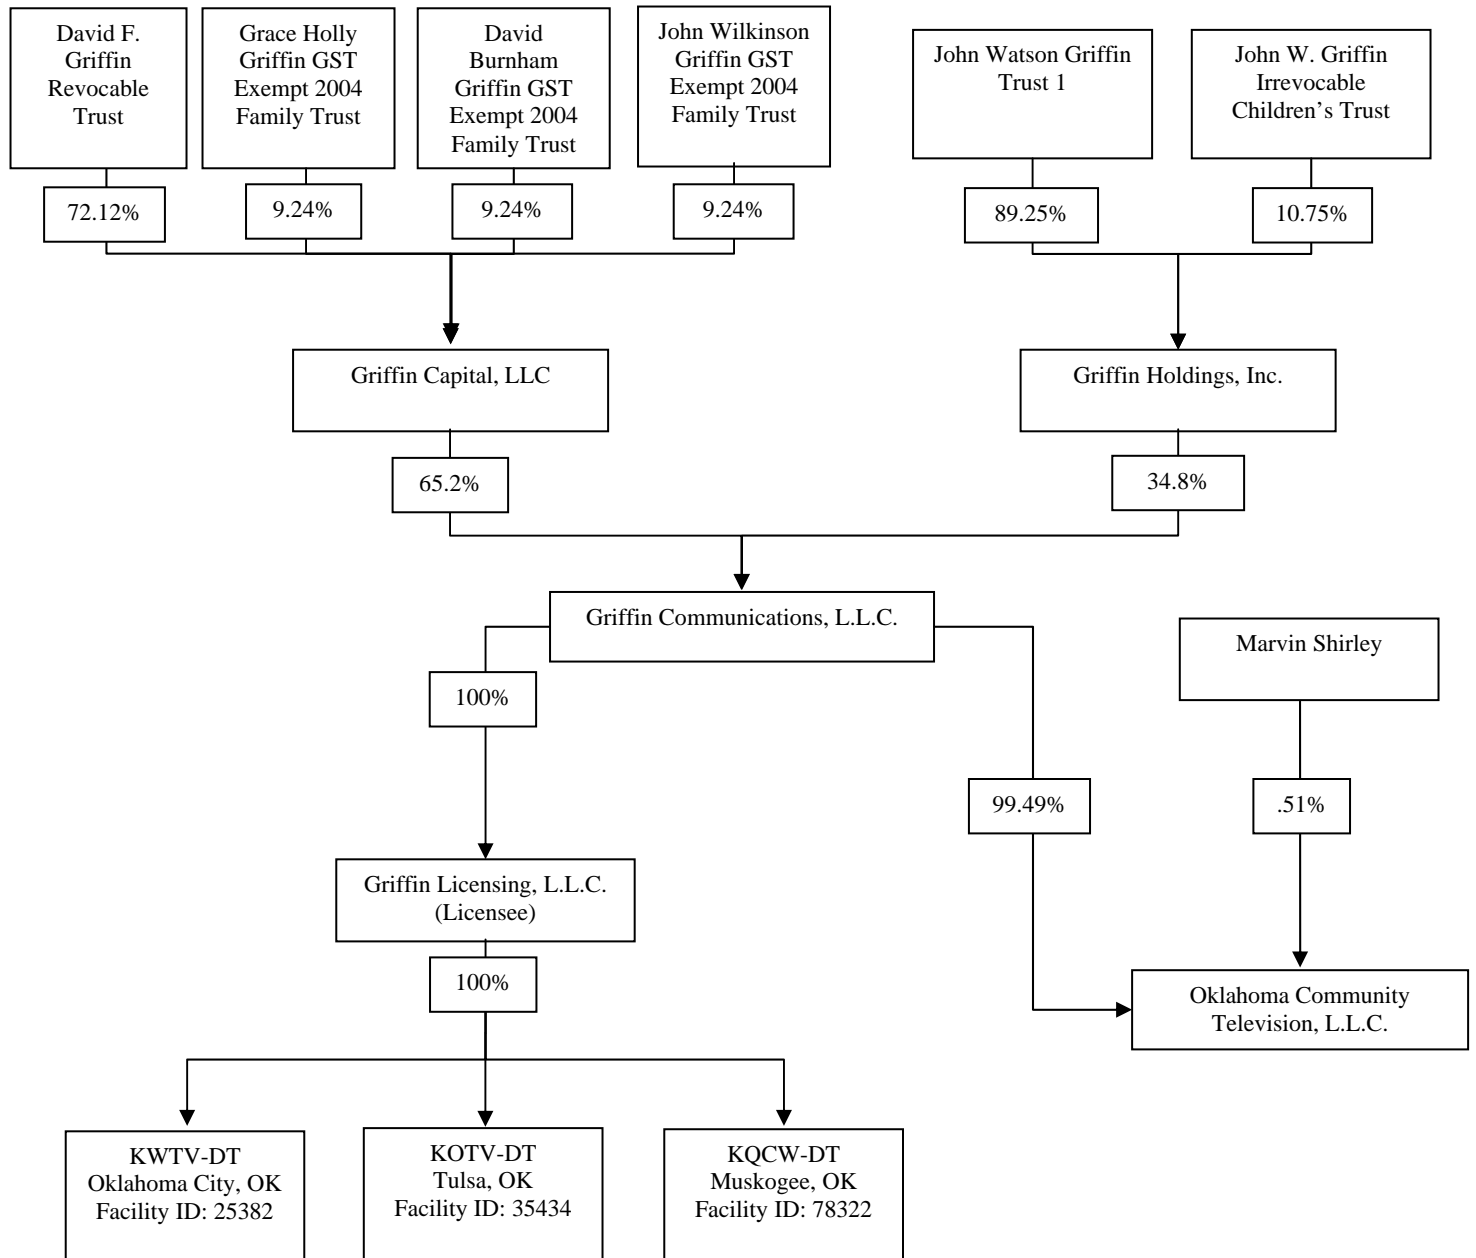 David F.
Griffin
Revocable
Trust
Grace Holly
Griffin GST
Exempt 2004
Family Trust
David
Burnham
Griffin GST
Exempt 2004
Family Trust
John Wilkinson
Griffin GST
Exempt 2004
Family Trust
John Watson Griffin
Trust 1
John W. Griffin
Irrevocable
Children’s Trust
72.12%
9.24%
9.24%
9.24%
89.25%
10.75%
Griffin Capital, LLC
Griffin Holdings, Inc.
65.2%
34.8%
Griffin Communications, L.L.C.
Marvin Shirley
100%
99.49%
.51%
Griffin Licensing, L.L.C.
(Licensee)
100%
Oklahoma Community
Television, L.L.C.
KWTV-DT
Oklahoma City, OK
Facility ID: 25382
KOTV-DT
Tulsa, OK
Facility ID: 35434
KQCW-DT
Muskogee, OK
Facility ID: 78322